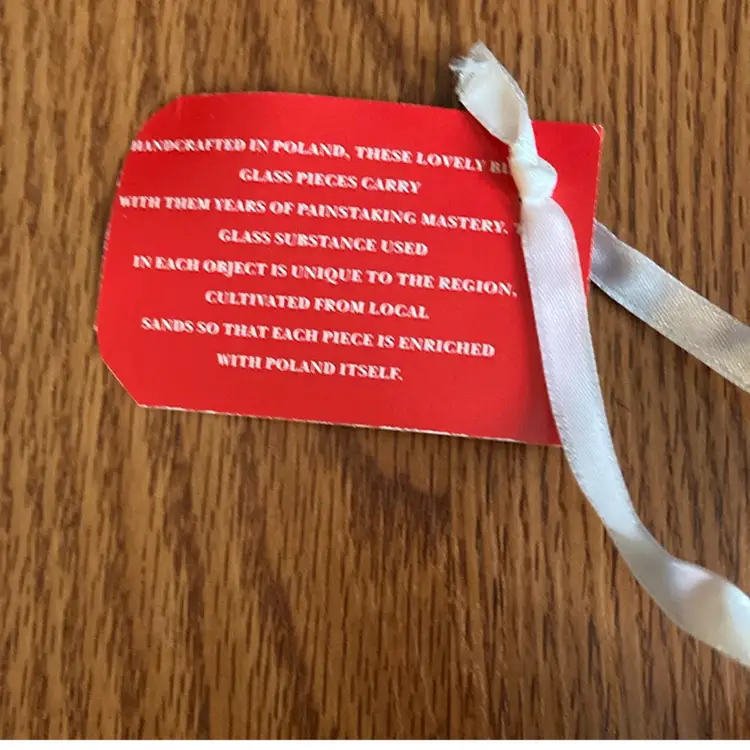 HANDCRAFTED IN POLAND, THESE LOVELY
GLASS PIECES CARRY
WITH THEM YEARS OF PAINSTAKING MASTERY.
GLASS SUBSTANCE USED
IN EACH OBJECT IS UNIQUE TO THE REGION,
CULTIVATED FROM LOCAL
SANDS SO THAT EACH PIECE IS ENRICHED
WITH POLAND ITSELF.